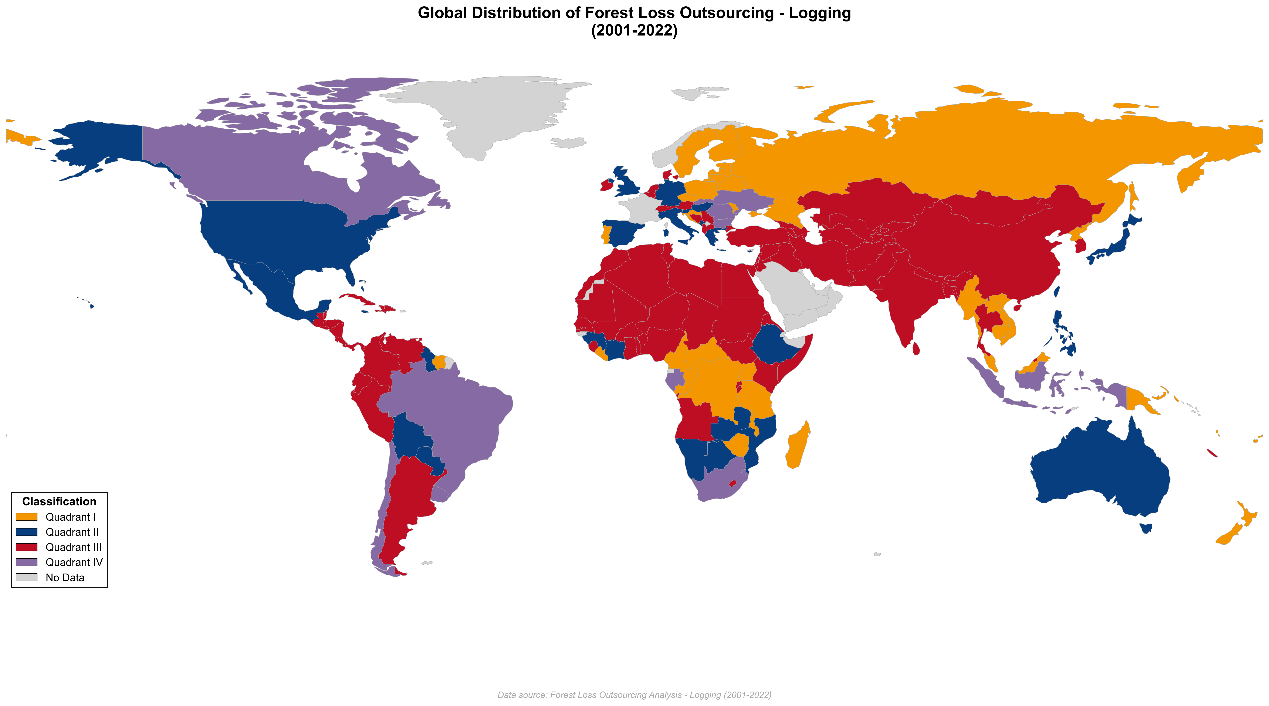 Global Distribution of Forest Loss Outsourcing - Logging
(2001-2022)
Classification
Quadrant I
Quadrant II
Quadrant III
Quadrant IV
No Data
Data source: Forest Loss Outsourcing Analysis - Logging (2001-2022)